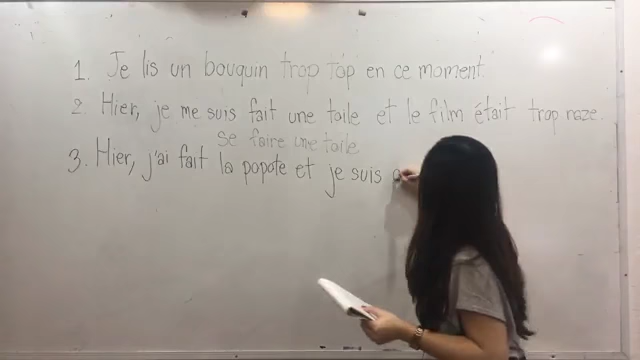 1. Je lis un bouquin trop top en ce moment.
2. Hier, je me suis fait une toile et le film était trop naze.
se faire une toile
3. Hier, j'ai fait la popote et je suis